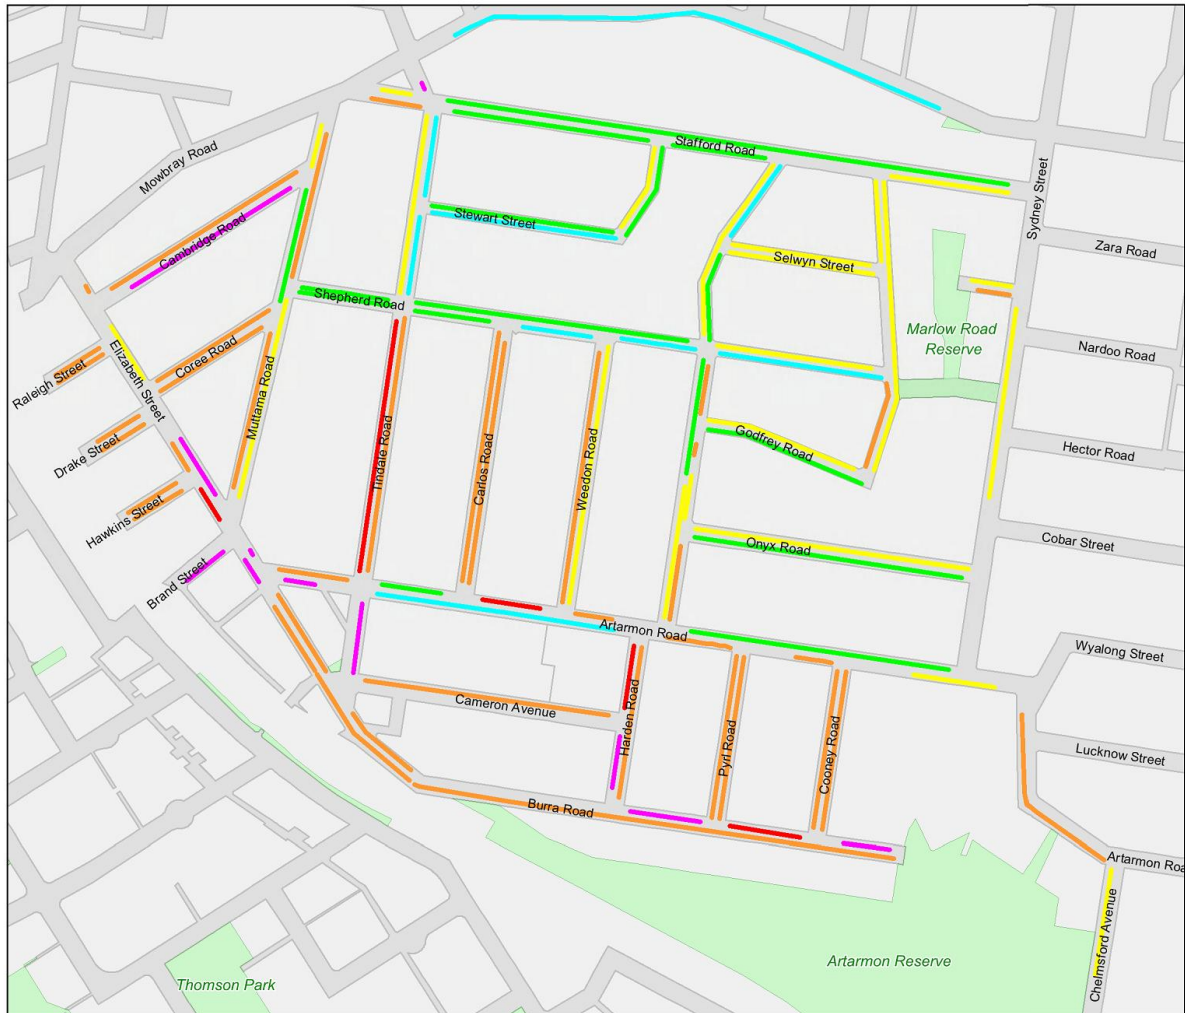 Stafford Road
Mowbray Road
Sydney Street
Cambridge Road
Stewart Street
Zara Road
Selwyn Street
Shepherd Road
Marlow Road
Reserve
Nardoo Road
Elizabeth Street
Coree Road
Raleigh Street
Muttama Road
Tindale Road
Carlos Road
Weedon Road
Godfrey Road
Hector Road
Drake Street
Hawkins Street
Onyx Road
Cobar Street
Brand Street
Artarmon Road
Wyalong Street
Cameron Avenue
Harden Road
Pyrl Road
Cooney Road
Lucknow Street
Burra Road
Artarmon Roa
Chelmsford Avenue
Artarmon Reserve
Thomson Park